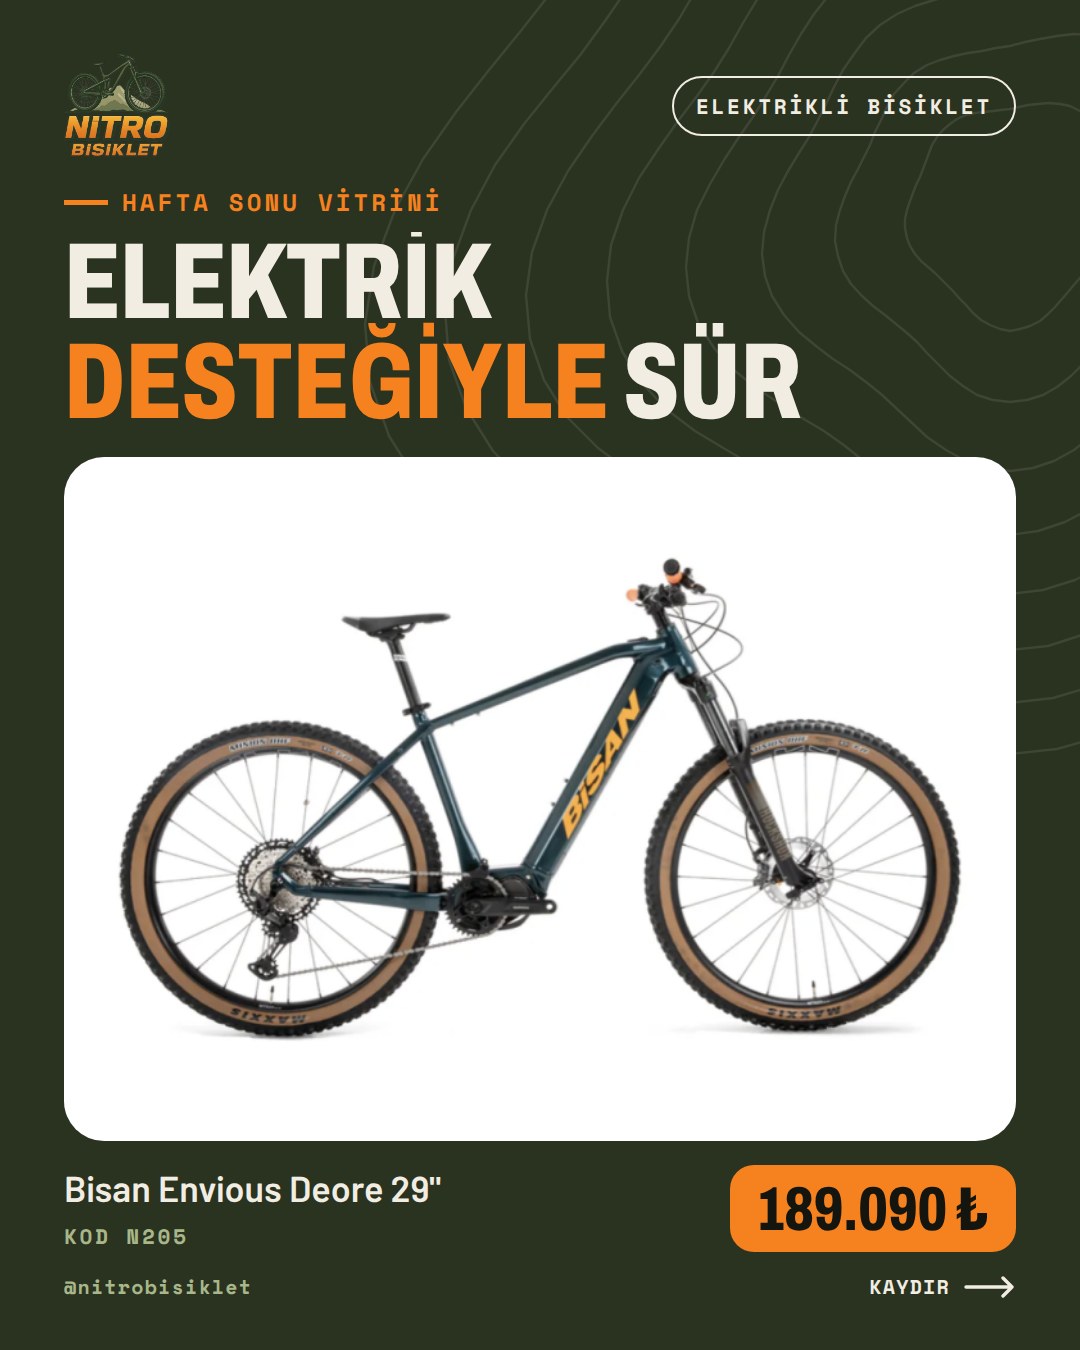 NiTRO
BISIKLET
ELEKTRİKLİ BİSİKLET
HAFTA SONU VİTRİNİ
ELEKTRİK
DESTEĞİYLE SÜR
BiSAN
MAXXIS
MAXXIS
Bisan Envious Deore 29"
189.090 ₺
KOD N205
@nitrobisiklet
KAYDIR